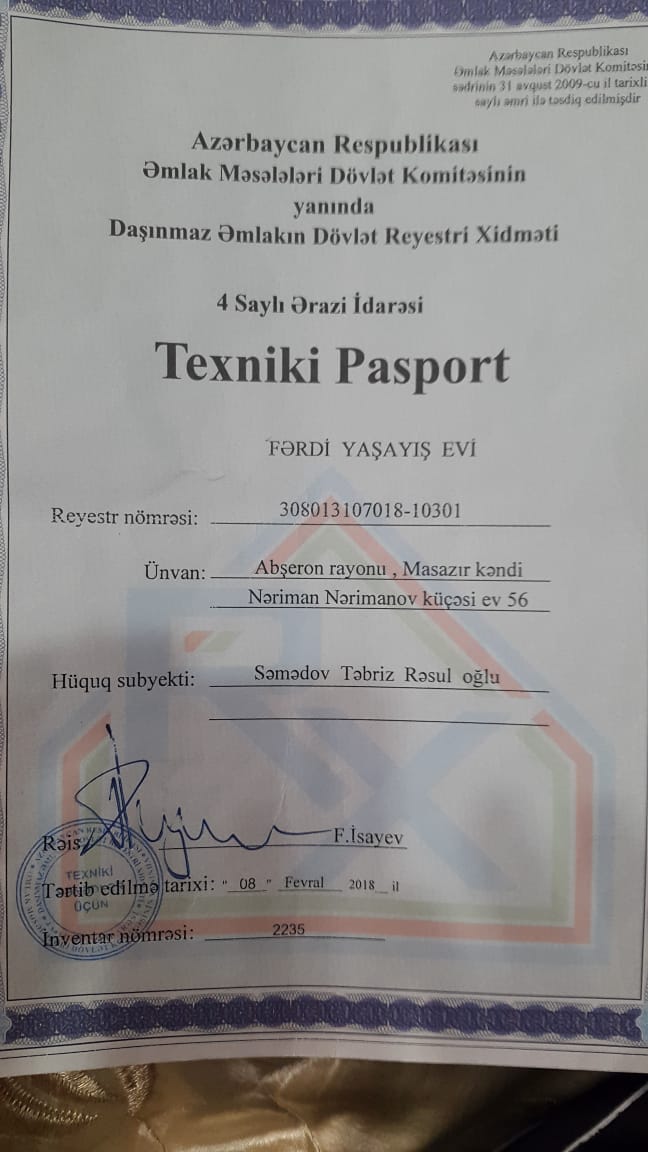 Azərbaycan Respublikası
Əmlak Məsələləri Dövlət Komitəsin
sədrinin 31 avqust 2009-cu il tarixli
saylı əmri ilə təsdiq edilmişdir
Azərbaycan Respublikası
Əmlak Məsələləri Dövlət Komitəsinin
yanında
Daşınmaz Əmlakın Dövlət Reyestri Xidməti
4 Saylı Ərazi İdarəsi
Texniki Pasport
FƏRDİ YAŞAYIŞ EVİ
Reyestr nömrəsi: 308013107018-10301
Ünvan: Abşeron rayonu , Masazır kəndi
Nəriman Nərimanov küçəsi ev 56
Hüquq subyekti: Səmədov Təbriz Rəsul oğlu
Rəis F.İsayev
TEXNİKİ
Tərtib edilmə tarixi: " 08 " Fevral 2018 il
ÜÇÜN
İnventar nömrəsi: 2235